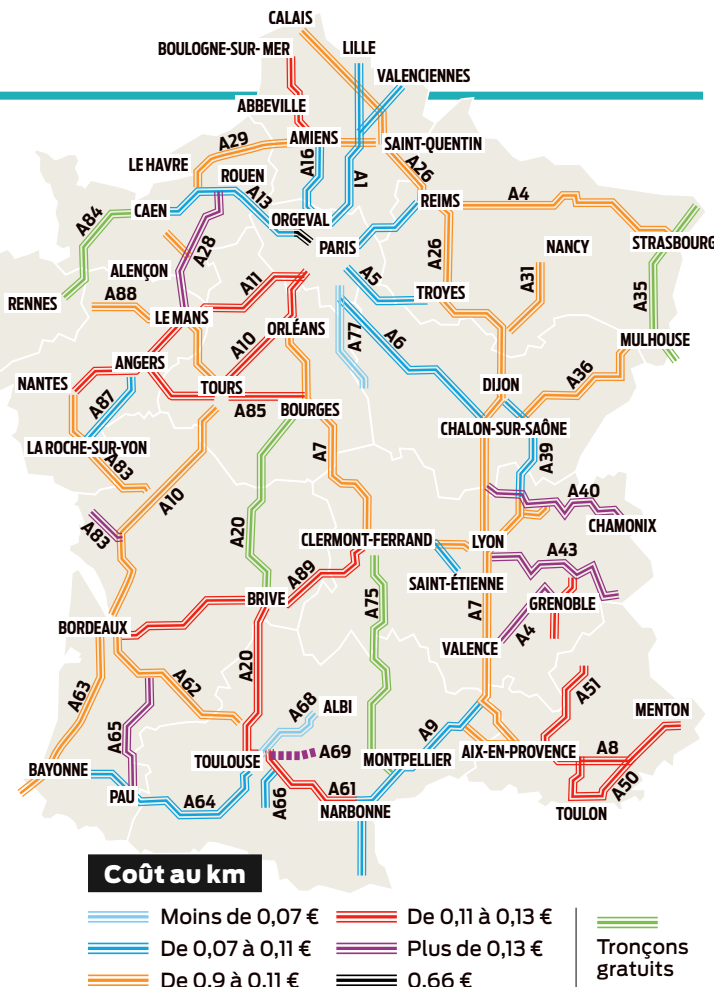 CALAIS
BOULOGNE-SUR-MER
LILLE
VALENCIENNES
ABBEVILLE
AMIENS
SAINT-QUENTIN
A29
A16
A1
A26
LE HAVRE
ROUEN
REIMS
A4
A84
CAEN
A13
ORGEVAL
PARIS
A26
NANCY
STRASBOURG
A28
ALENÇON
A11
A5
TROYES
A31
A35
RENNES
A88
LE MANS
A10
ORLÉANS
A77
A6
MULHOUSE
ANGERS
A36
NANTES
A87
TOURS
A85
BOURGES
DIJON
CHALON-SUR-SAÔNE
LA ROCHE-SUR-YON
A83
A10
A7
A39
A83
A20
A40
CHAMONIX
CLERMONT-FERRAND
LYON
A43
A89
SAINT-ÉTIENNE
A75
A7
GRENOBLE
BRIVE
A4
BORDEAUX
VALENCE
A20
A63
A62
A51
A65
A68
ALBI
A9
MENTON
A69
TOULOUSE
MONTPELLIER
AIX-EN-PROVENCE
A8
BAYONNE
A50
PAU
A64
A66
A61
NARBONNE
TOULON
Coût au km
Moins de 0,07 €
De 0,07 à 0,11 €
De 0,9 à 0,11 €
De 0,11 à 0,13 €
Plus de 0,13 €
0,66 €
Tronçons
gratuits